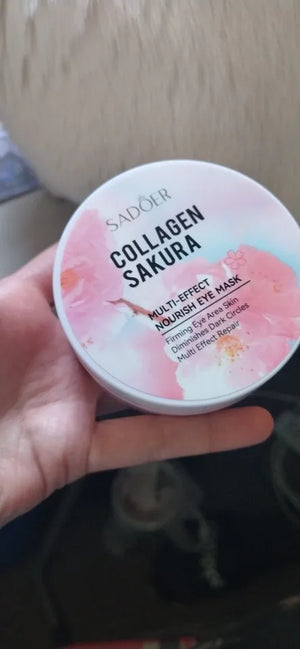 SADOER
COLLAGEN
SAKURA
MULTI-EFFECT
NOURISH EYE MASK
Firming Eye Area Skin
Diminishes Dark Circles
Multi Effect Repair